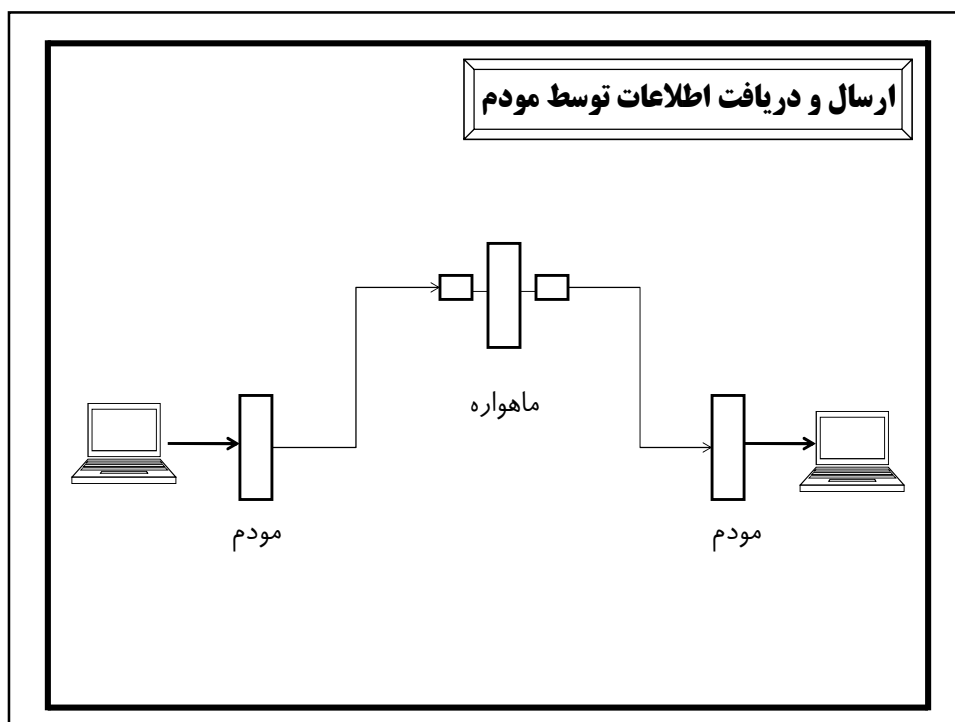 ارسال و دریافت اطلاعات توسط مودم
ماهواره
مودم
مودم